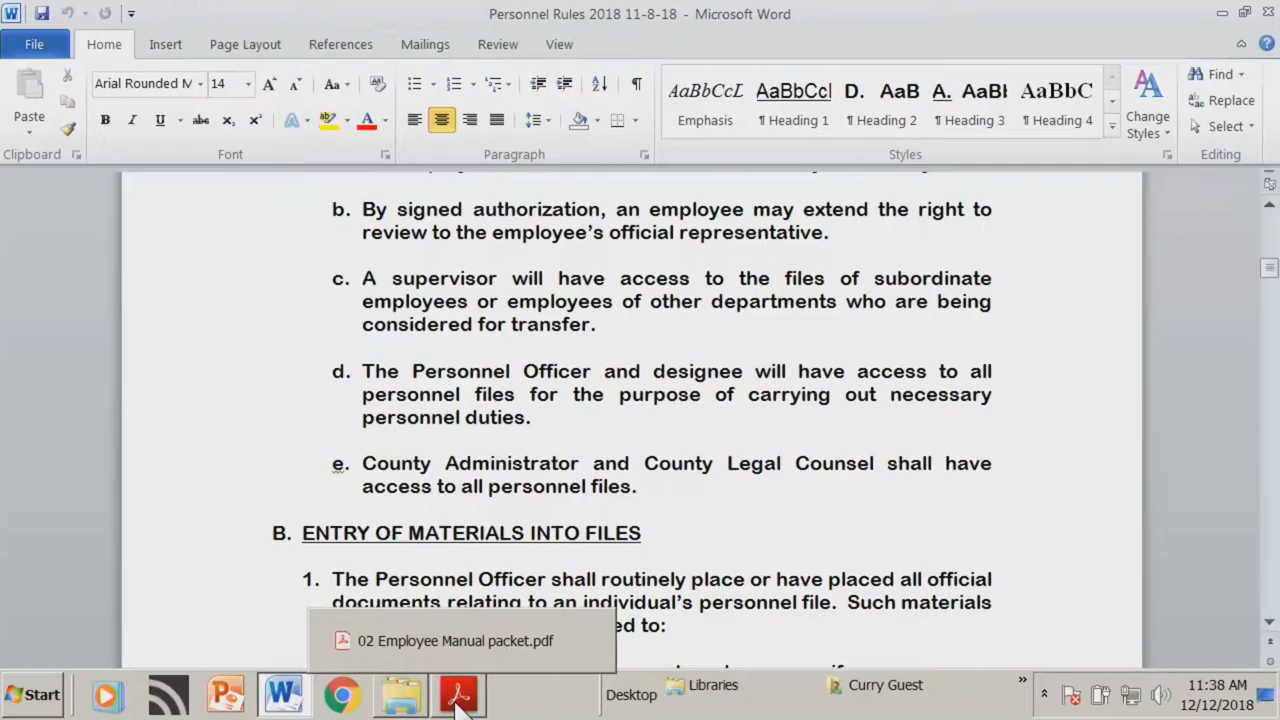 Personnel Rules 2018 11-8-18 - Microsoft Word
File Home Insert Page Layout References Mailings Review View
Arial Rounded M 14
Find
Replace
Select
Paste
AaBbCcL AaBbCcI D. AaB A. AaBb AaBbC
Emphasis ¶ Heading 1 ¶ Heading 2 ¶ Heading 3 ¶ Heading 4
Change
Styles
Clipboard Font Paragraph Styles Editing
b. By signed authorization, an employee may extend the right to
review to the employee’s official representative.
c. A supervisor will have access to the files of subordinate
employees or employees of other departments who are being
considered for transfer.
d. The Personnel Officer and designee will have access to all
personnel files for the purpose of carrying out necessary
personnel duties.
e. County Administrator and County Legal Counsel shall have
access to all personnel files.
B. ENTRY OF MATERIALS INTO FILES
1. The Personnel Officer shall routinely place or have placed all official
documents relating to an individual’s personnel file. Such materials
ed to:
02 Employee Manual packet.pdf
Start
Desktop
Libraries
Curry Guest
11:38 AM
12/12/2018